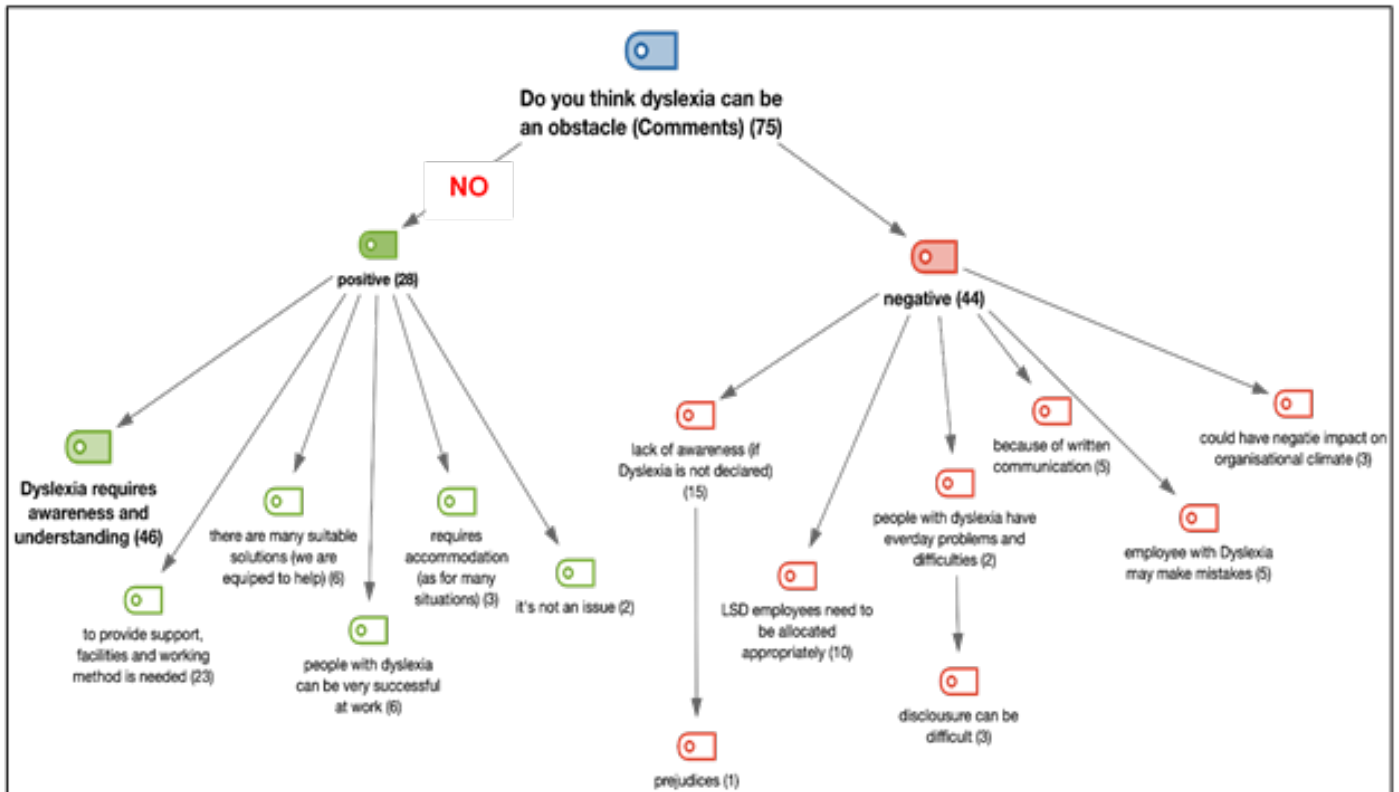 Do you think dyslexia can be
an obstacle (Comments) (75)
NO
positive (28)
negative (44)
Dyslexia requires
awareness and
understanding (46)
to provide support,
facilities and working
method is needed (23)
there are many suitable
solutions (we are
equiped to help) (6)
people with dyslexia
can be very successful
at work (6)
requires
accommodation
(as for many
situations) (3)
it's not an issue (2)
lack of awareness (if
Dyslexia is not declared)
(15)
prejudices (1)
LSD employees need to
be allocated
appropriately (10)
people with dyslexia have
everday problems and
difficulties (2)
disclousure can be
difficult (3)
because of written
communication (5)
employee with Dyslexia
may make mistakes (5)
could have negatie impact on
organisational climate (3)